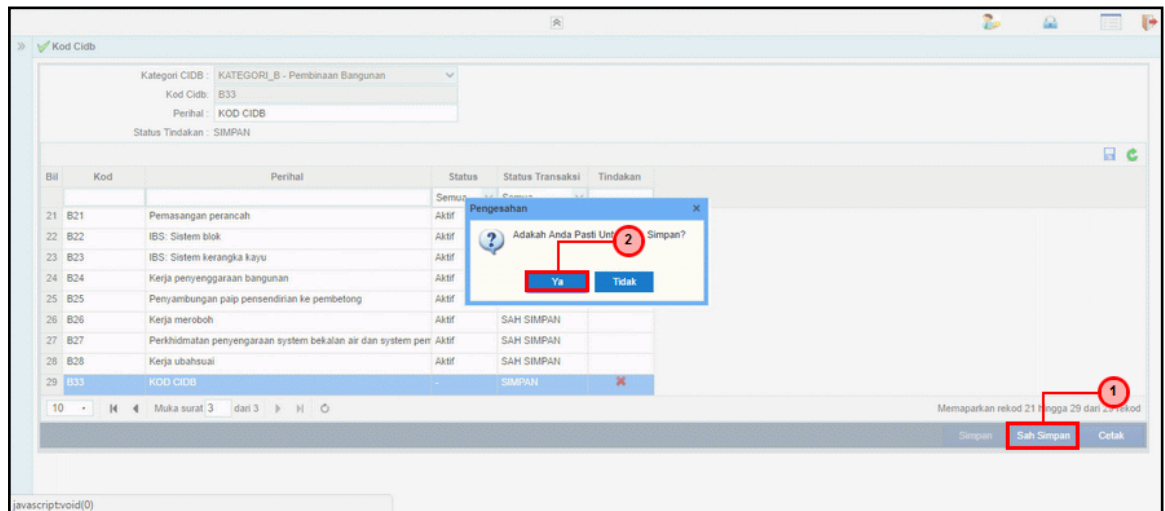 Kod Cidb
Kategori CIDB : KATEGORI_B - Pembinaan Bangunan
Kod Cidb: B33
Perihal : KOD CIDB
Status Tindakan : SIMPAN
Bil Kod Perihal Status Status Transaksi Tindakan
Semua Semua
21 B21 Pemasangan perancah Aktif
22 B22 IBS: Sistem blok Aktif
23 B23 IBS: Sistem kerangka kayu Aktif
24 B24 Kerja penyenggaraan bangunan Aktif
25 B25 Penyambungan paip pensendirian ke pembetong Aktif
26 B26 Kerja meroboh Aktif SAH SIMPAN
27 B27 Perkhidmatan penyengaraan system bekalan air dan system pem Aktif SAH SIMPAN
28 B28 Kerja ubahsuai Aktif SAH SIMPAN
29 B33 KOD CIDB - SIMPAN
Pengesahan
Adakah Anda Pasti Unt Simpan?
2
Ya Tidak
1
10 Muka surat 3 dari 3 Memaparkan rekod 21 hingga 29 dari 29 rekod
Simpan Sah Simpan Cetak
javascript:void(0)